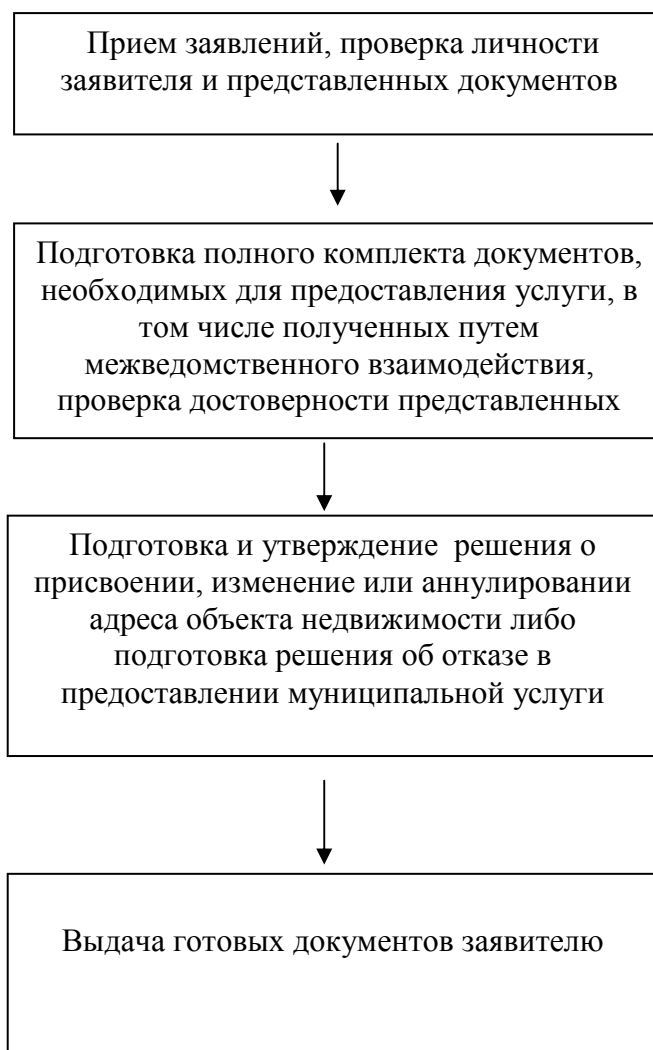 Прием заявлений, проверка личности
заявителя и представленных документов
Подготовка полного комплекта документов,
необходимых для предоставления услуги, в
том числе полученных путем
межведомственного взаимодействия,
проверка достоверности представленных
Подготовка и утверждение  решения о
присвоении, изменение или аннулировании
адреса объекта недвижимости либо
подготовка решения об отказе в
предоставлении муниципальной услуги
Выдача готовых документов заявителю